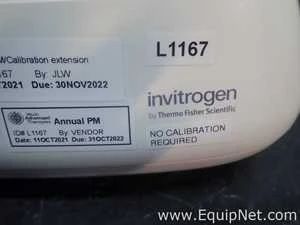 /Calibration extension
L1167
167 By: JLW
T2021 Due: 30NOV2022
invitrogen
by Thermo Fisher Scientific
Annual PM
ID# L1167 By VENDOR
Date: 11OCT2021 Due: 31OCT2022
NO CALIBRATION
REQUIRED
www.EquipNet.com